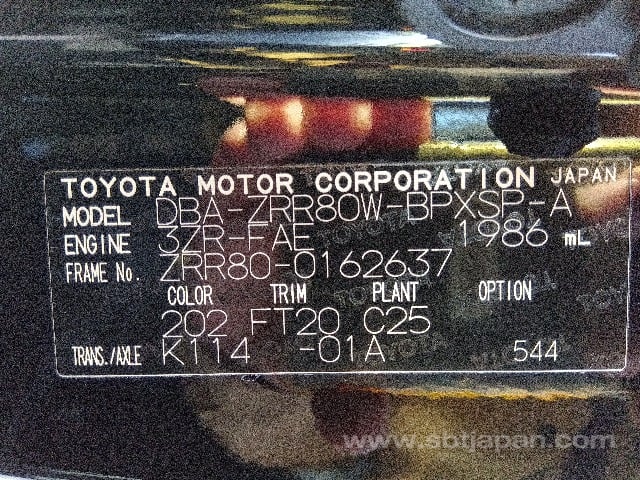 TOYOTA MOTOR CORPORATION JAPAN
MODEL DBA-ZRR80W-BPXSP-A
ENGINE 3ZR-FAE 1986 mL
FRAME No. ZRR80-0162637
COLOR TRIM PLANT OPTION
202 FT20 C25
TRANS./AXLE K114 -01A 544
www.sbtjapan.com